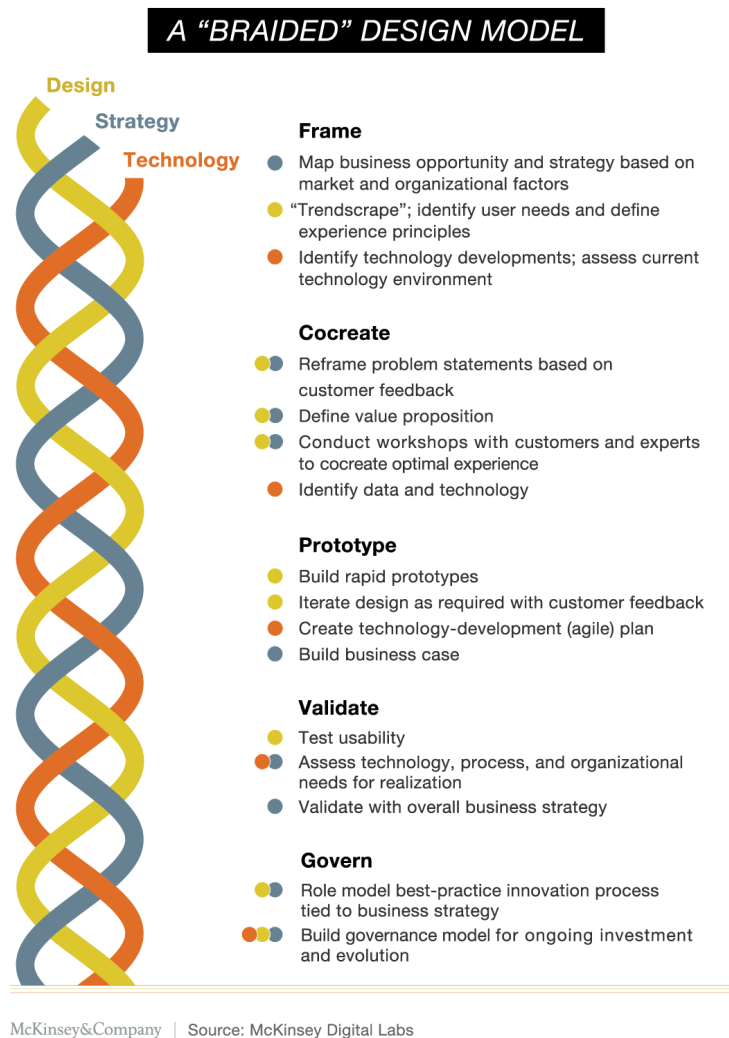 A “BRAIDED” DESIGN MODEL
Design
Strategy
Technology
Frame
Map business opportunity and strategy based on
market and organizational factors
“Trendscrape”; identify user needs and define
experience principles
Identify technology developments; assess current
technology environment
Cocreate
Reframe problem statements based on
customer feedback
Define value proposition
Conduct workshops with customers and experts
to cocreate optimal experience
Identify data and technology
Prototype
Build rapid prototypes
Iterate design as required with customer feedback
Create technology-development (agile) plan
Build business case
Validate
Test usability
Assess technology, process, and organizational
needs for realization
Validate with overall business strategy
Govern
Role model best-practice innovation process
tied to business strategy
Build governance model for ongoing investment
and evolution
McKinsey&Company | Source: McKinsey Digital Labs